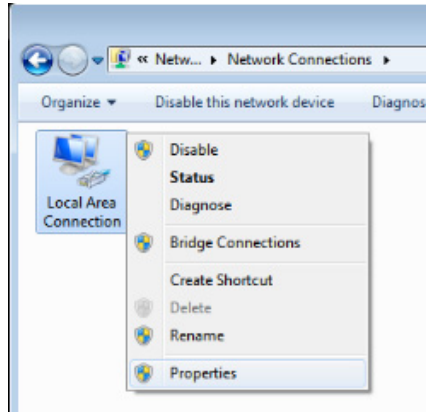 « Netw... ▸ Network Connections ▸
Organize ▾ Disable this network device Diagnos
Local Area
Connection
Disable
Status
Diagnose
Bridge Connections
Create Shortcut
Delete
Rename
Properties